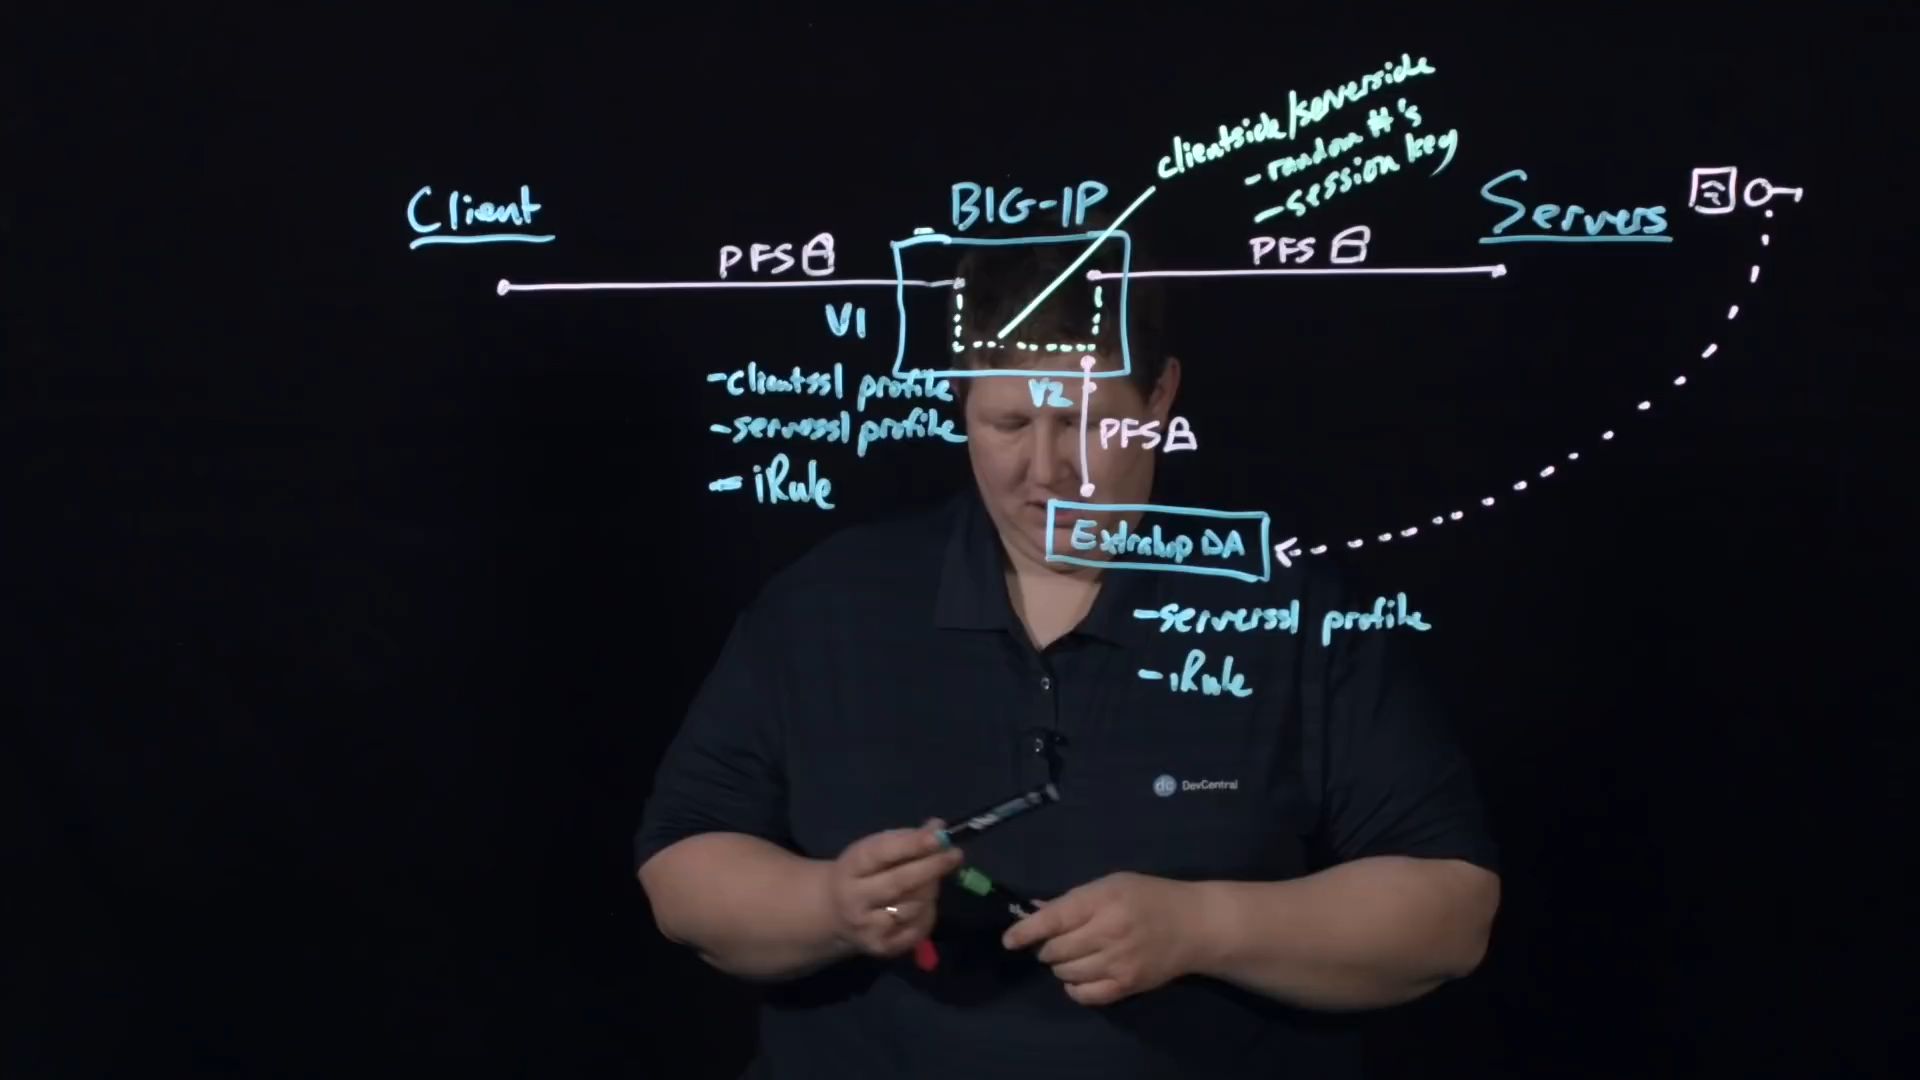 clientside/serverside
- random #'s
- session key
Client
BIG-IP
Servers
PFS
PFS
V1
- clientssl profile
- serverssl profile
- iRule
V2
PFS
Extrahop DA
- serverssl profile
- iRule
dc DevCentral